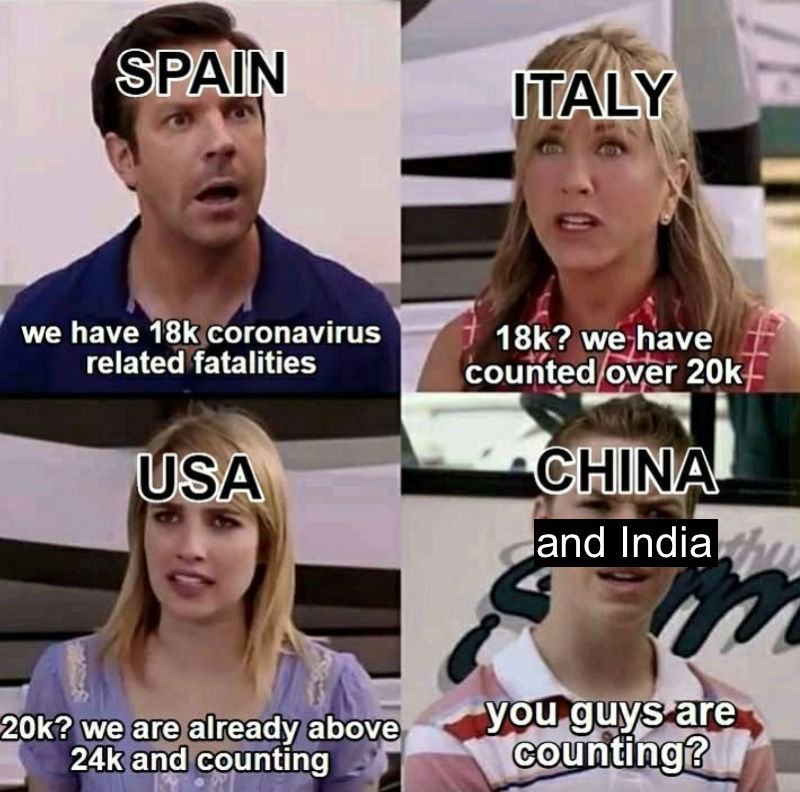 SPAIN
we have 18k coronavirus
related fatalities
ITALY
18k? we have
counted over 20k
USA
20k? we are already above
24k and counting
CHINA
and India
you guys are
counting?